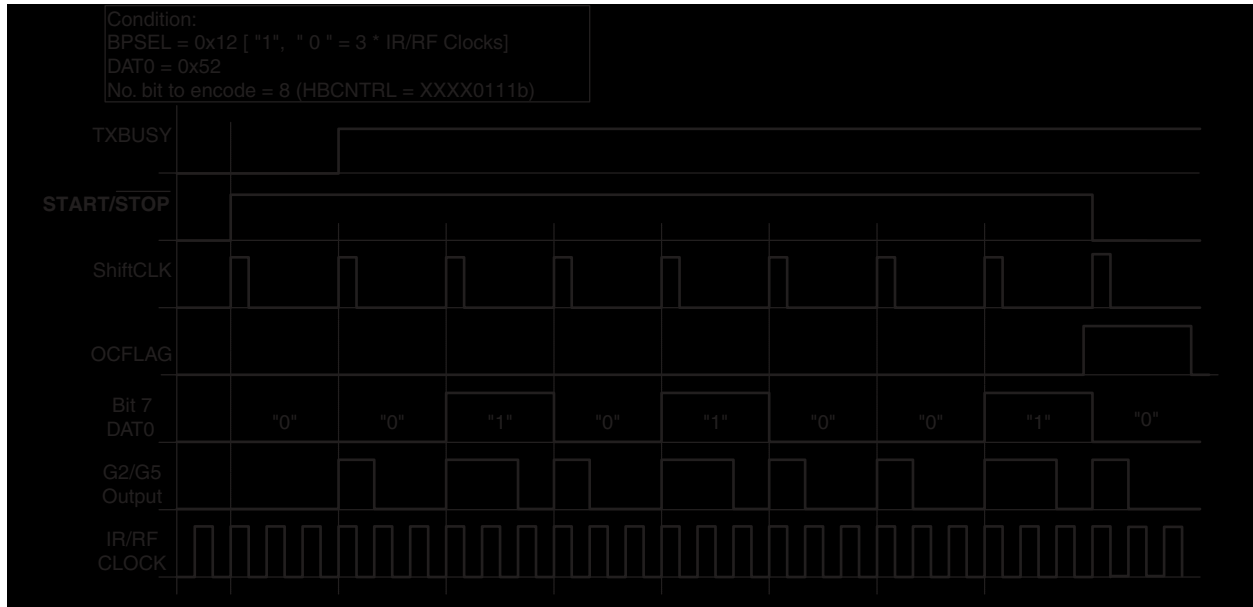 Condition:
BPSEL = 0x12 [ "1", " 0 " = 3 * IR/RF Clocks]
DAT0 = 0x52
No. bit to encode = 8 (HBCNTRL = XXXX0111b)
TXBUSY
START/STOP
ShiftCLK
OCFLAG
Bit 7
DAT0
"0" "0" "1" "0" "1" "0" "0" "1" "0"
G2/G5
Output
IR/RF
CLOCK